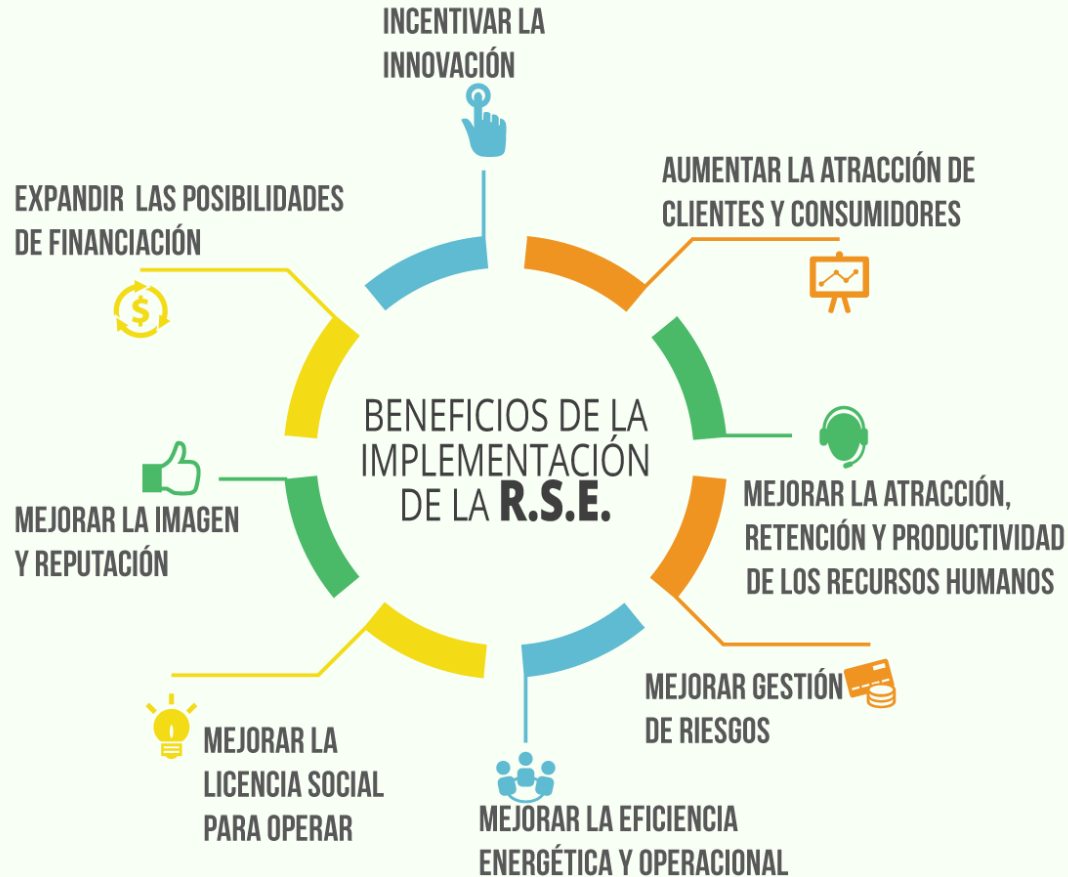 INCENTIVAR LA
INNOVACIÓN
AUMENTAR LA ATRACCIÓN DE
CLIENTES Y CONSUMIDORES
EXPANDIR LAS POSIBILIDADES
DE FINANCIACIÓN
$
BENEFICIOS DE LA
IMPLEMENTACIÓN
DE LA R.S.E.
MEJORAR LA ATRACCIÓN,
RETENCIÓN Y PRODUCTIVIDAD
DE LOS RECURSOS HUMANOS
MEJORAR LA IMAGEN
Y REPUTACIÓN
MEJORAR GESTIÓN
DE RIESGOS
MEJORAR LA
LICENCIA SOCIAL
PARA OPERAR
MEJORAR LA EFICIENCIA
ENERGÉTICA Y OPERACIONAL